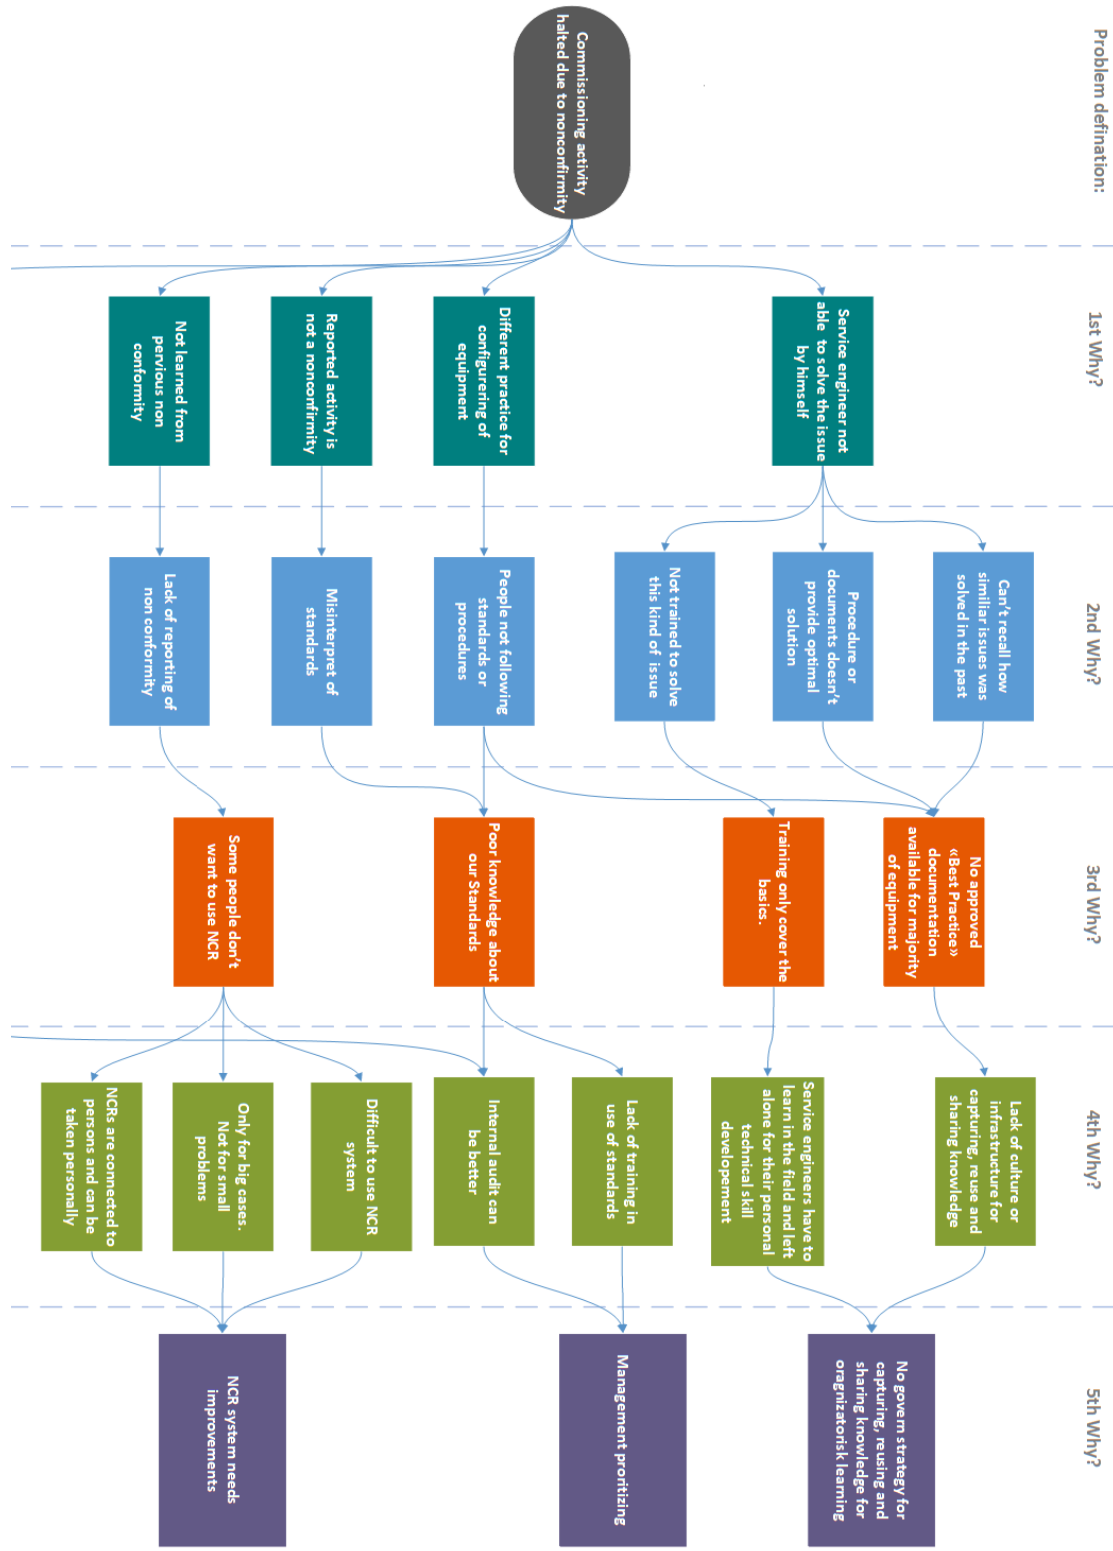 Problem defination:
Commissioning activity
halted due to nonconfirmity
1st Why?
Service engineer not
able to solve the issue
by himself
Different practice for
configurering of
equipment
Reported activity is
not a nonconfirmity
Not learned from
pervious non
conformity
2nd Why?
Can't recall how
similiar issues was
solved in the past
Procedure or
documents doesn't
provide optimal
solution
Not trained to solve
this kind of issue
People not following
standards or
procedures
Misinterpret of
standards
Lack of reporting of
non conformity
3rd Why?
No approved
«Best Practice»
documentation
available for majority
of equipment
Training only cover the
basics.
Poor knowledge about
our Standards
Some people don't
want to use NCR
4th Why?
Lack of culture or
infrastructure for
capturing, reuse and
sharing knowledge
Service engineers have to
learn in the field and left
alone for their personal
technical skill
developement
Lack of training in
use of standards
Internal audit can
be better
Difficult to use NCR
system
Only for big cases.
Not for small
problems
NCRs are connected to
persons and can be
taken personally
5th Why?
No govern strategy for
capturing, reusing and
sharing knowledge for
oragnizatorisk learning
Management proritizing
NCR system needs
improvements